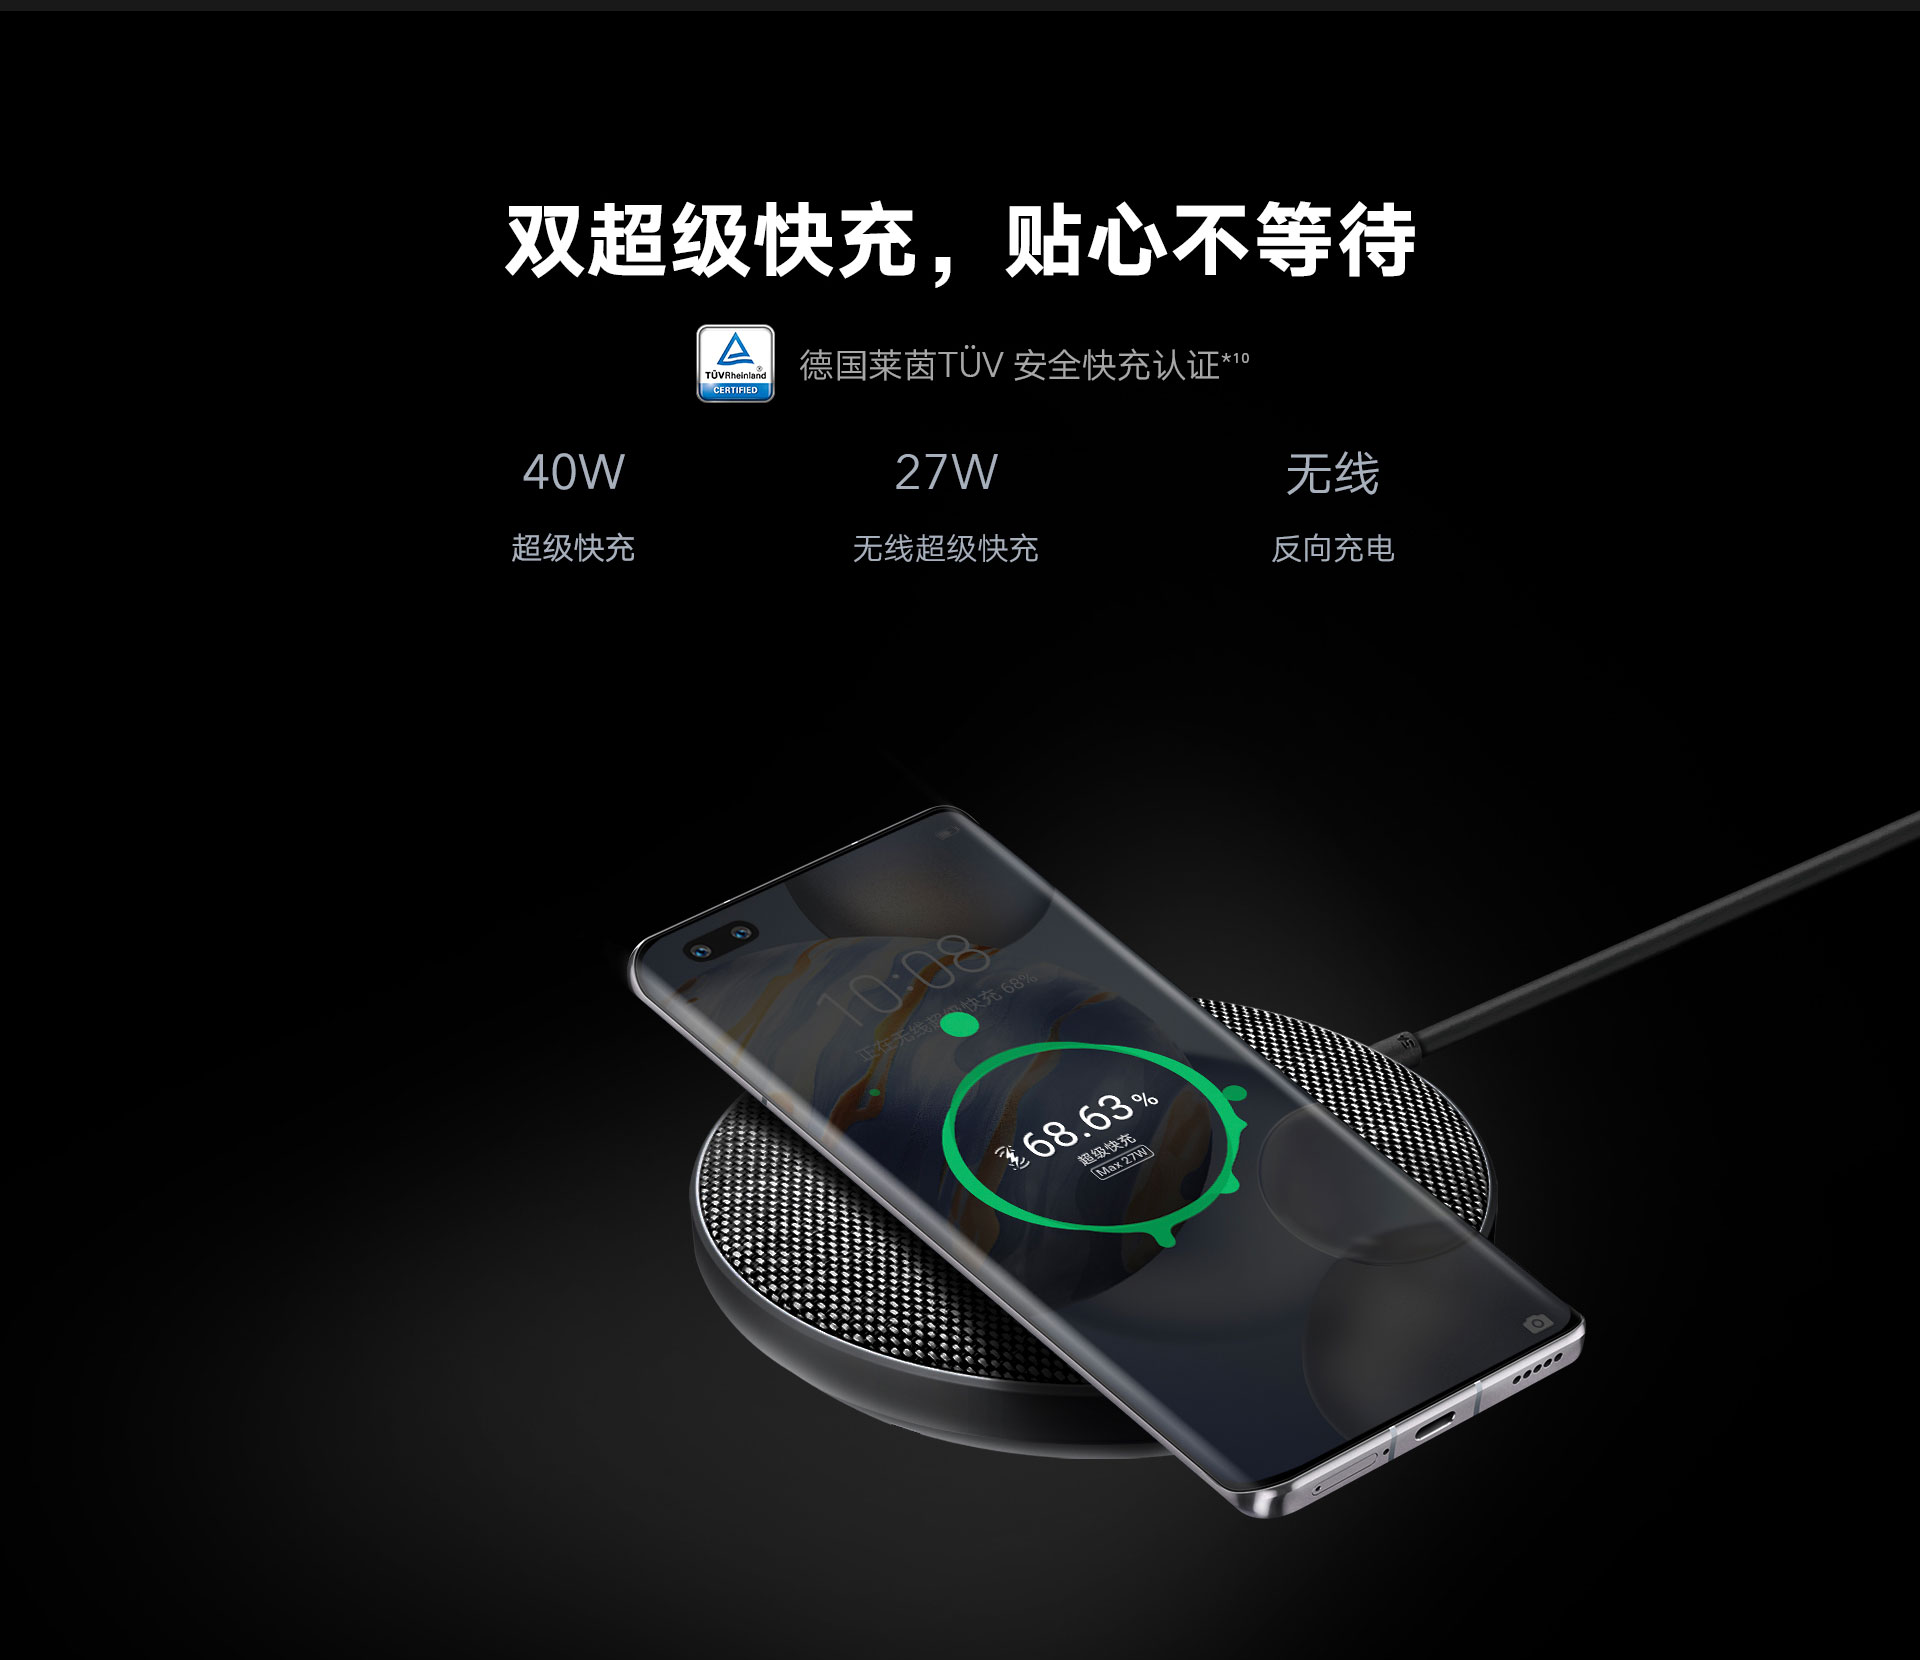 双超级快充，贴心不等待
TÜVRheinland®
CERTIFIED
德国莱茵TÜV 安全快充认证*10
40W
27W
无线
超级快充
无线超级快充
反向充电
10:08
正在无线超级快充 68%
68.63%
超级快充
Max 27W